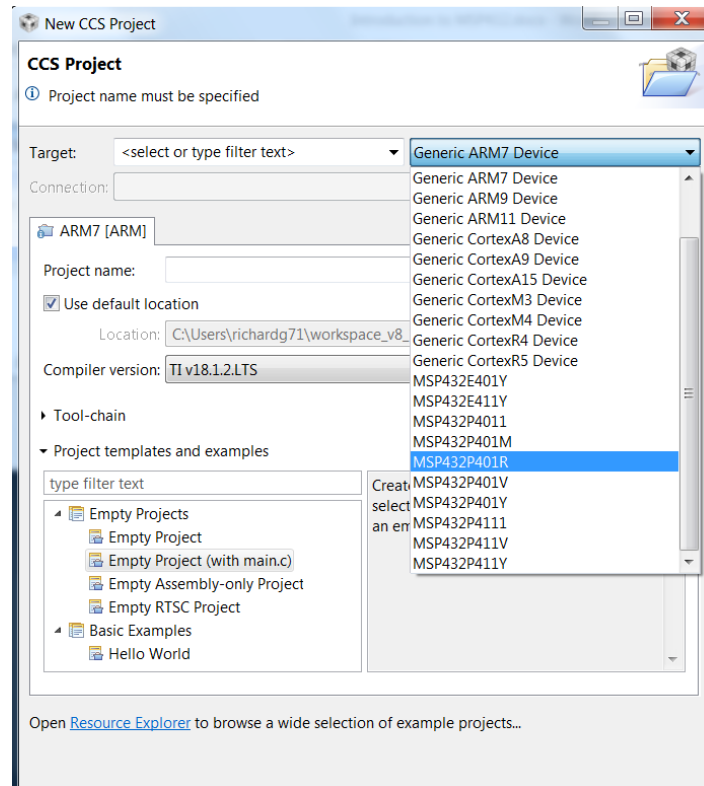 New CCS Project
CCS Project
Project name must be specified
Target: <select or type filter text> Generic ARM7 Device
Connection:
Generic ARM7 Device
Generic ARM9 Device
Generic ARM11 Device
Generic CortexA8 Device
Generic CortexA9 Device
Generic CortexA15 Device
Generic CortexM3 Device
Generic CortexM4 Device
Generic CortexR4 Device
Generic CortexR5 Device
MSP432E401Y
MSP432E411Y
MSP432P4011
MSP432P401M
MSP432P401R
MSP432P401V
MSP432P401Y
MSP432P4111
MSP432P411V
MSP432P411Y
ARM7 [ARM]
Project name:
Use default location
Location: C:\Users\richardg71\workspace_v8_
Compiler version: TI v18.1.2.LTS
Tool-chain
Project templates and examples
type filter text
Empty Projects
Empty Project
Empty Project (with main.c)
Empty Assembly-only Project
Empty RTSC Project
Basic Examples
Hello World
select
an
Open Resource Explorer to browse a wide selection of example projects...